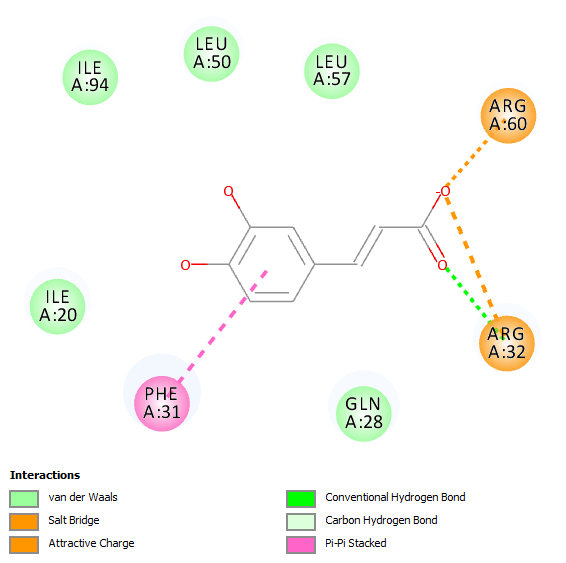 LEU
A:50
ILE
A:94
LEU
A:57
ARG
A:60
O
-O
O
O
ILE
A:20
ARG
A:32
PHE
A:31
GLN
A:28
Interactions
van der Waals
Salt Bridge
Attractive Charge
Conventional Hydrogen Bond
Carbon Hydrogen Bond
Pi-Pi Stacked